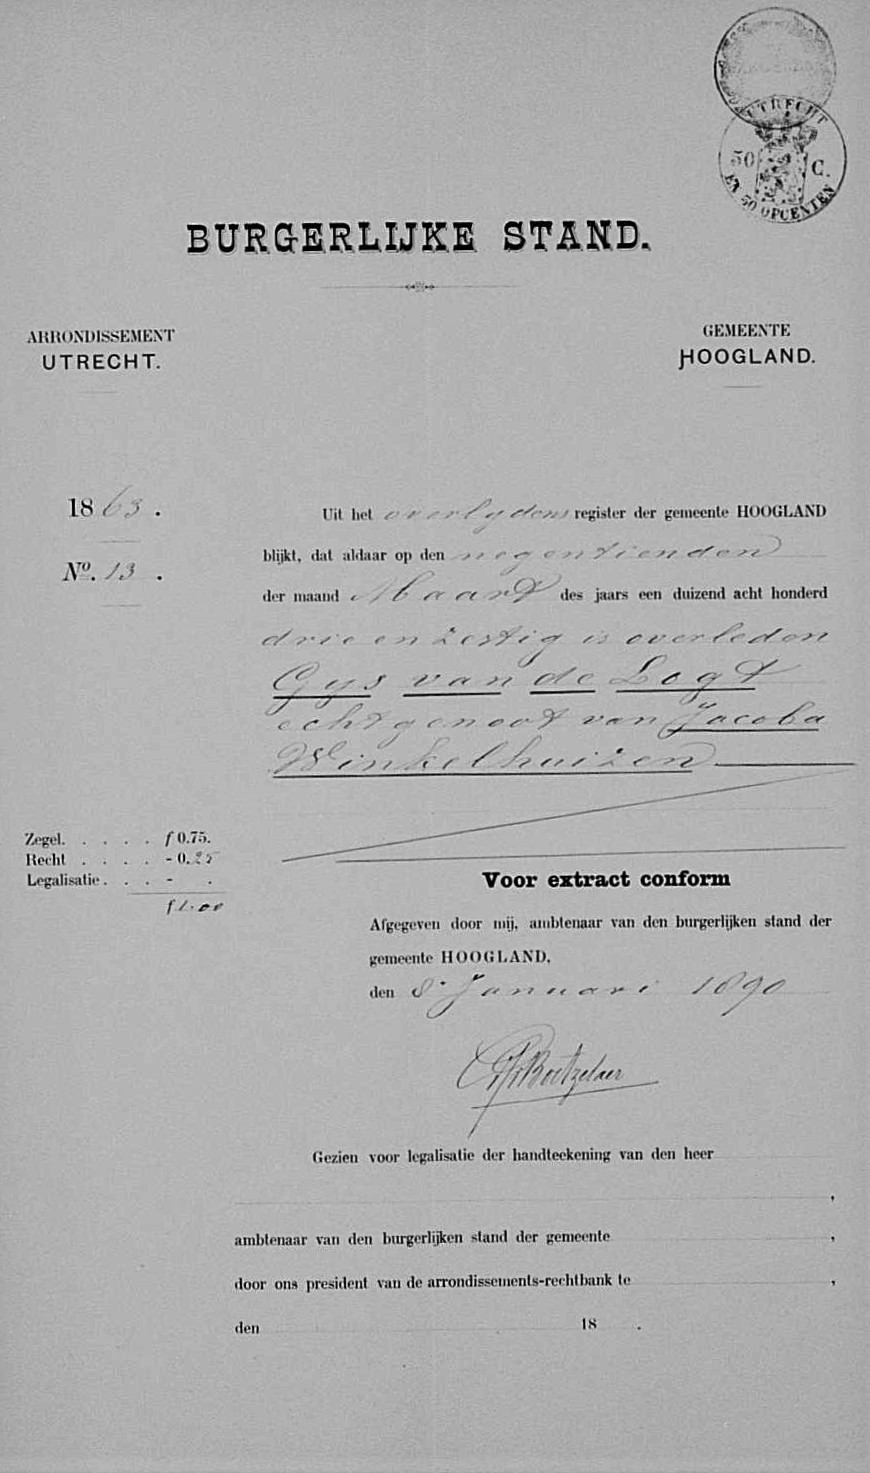 UTRECHT
50 C.
EN 50 OPCENTEN
BURGERLIJKE STAND.
ARRONDISSEMENT
UTRECHT.
GEMEENTE
HOOGLAND.
1863.
No. 13.
Uit het overlydens register der gemeente HOOGLAND
blijkt, dat aldaar op den negentienden
der maand Maart des jaars een duizend acht honderd
drie en zestig is overleden
Gys van de Logt
echtgenoot van Jacoba
Winkelhuizen
Zegel. . . . . f 0.75.
Recht . . . . - 0.25
Legalisatie . . . - .
f 1.00
Voor extract conform
Afgegeven door mij, ambtenaar van den burgerlijken stand der
gemeente HOOGLAND,
den 8 Januari 1890
Boetzelaer
Gezien voor legalisatie der handteekening van den heer
,
ambtenaar van den burgerlijken stand der gemeente ,
door ons president van de arrondissements-rechtbank te ,
den 18 .